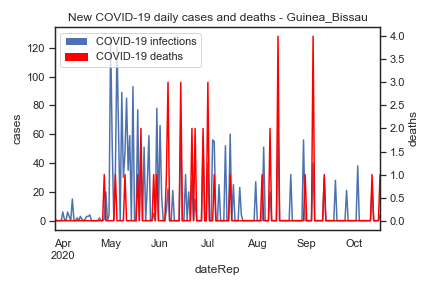 New COVID-19 daily cases and deaths - Guinea_Bissau
COVID-19 infections
COVID-19 deaths
cases
120
100
80
60
40
20
0
deaths
4.0
3.5
3.0
2.5
2.0
1.5
1.0
0.5
0.0
Apr May Jun Jul Aug Sep Oct
2020
dateRep